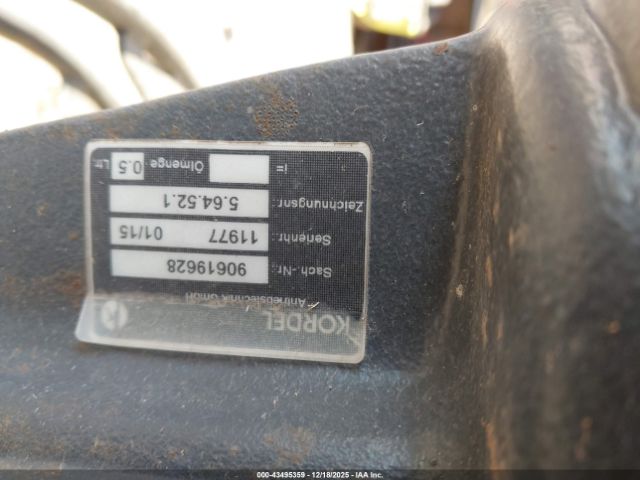 KORDEL
Antriebstechnik GmbH
Sach.-Nr.: 90619628
Serienhr.: 11977 01/15
Zeichnungsnr.: 5.64.52.1
i= Ölmenge 0.5 Ltr.
000-43495359 - 12/18/2025 - IAA Inc.